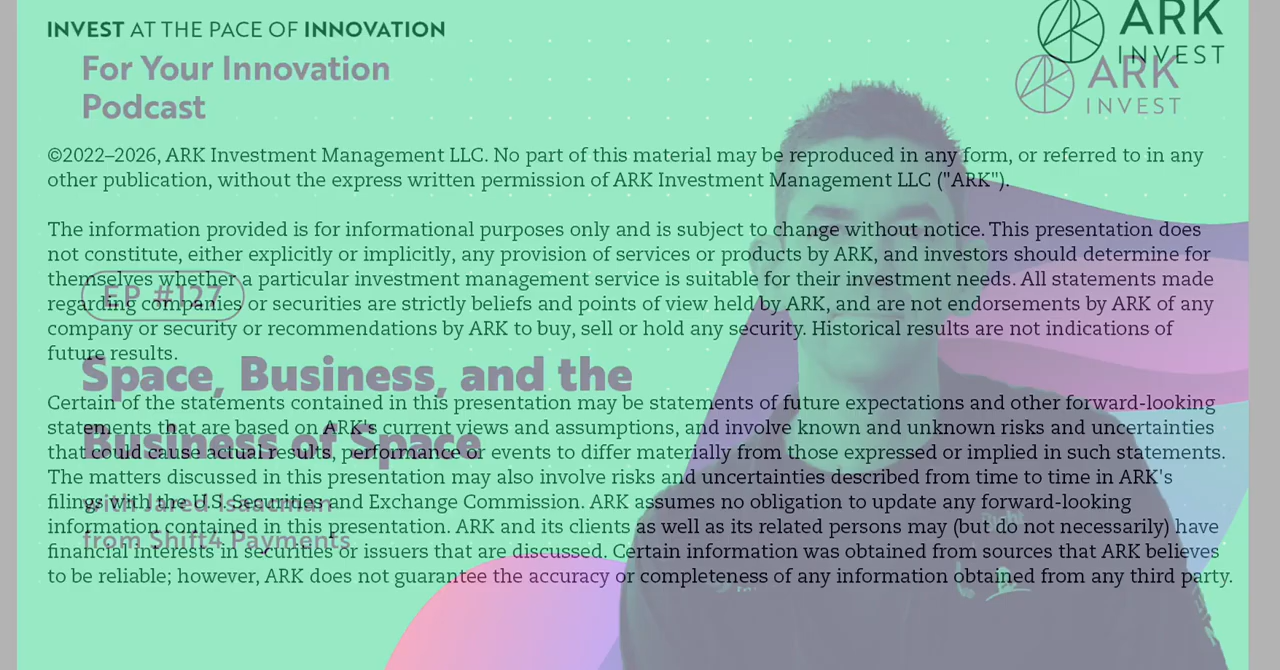 INVEST AT THE PACE OF INNOVATION
ARK
INVEST
For Your Innovation
Podcast
ARK
INVEST
©2022–2026, ARK Investment Management LLC. No part of this material may be reproduced in any form, or referred to in any
other publication, without the express written permission of ARK Investment Management LLC ("ARK").
The information provided is for informational purposes only and is subject to change without notice. This presentation does
not constitute, either explicitly or implicitly, any provision of services or products by ARK, and investors should determine for
themselves whether a particular investment management service is suitable for their investment needs. All statements made
EP #127
regarding companies or securities are strictly beliefs and points of view held by ARK, and are not endorsements by ARK of any
company or security or recommendations by ARK to buy, sell or hold any security. Historical results are not indications of
future results.
Space, Business, and the
Certain of the statements contained in this presentation may be statements of future expectations and other forward-looking
statements that are based on ARK's current views and assumptions, and involve known and unknown risks and uncertainties
Business of Space
that could cause actual results, performance or events to differ materially from those expressed or implied in such statements.
The matters discussed in this presentation may also involve risks and uncertainties described from time to time in ARK's
filings with the U.S. Securities and Exchange Commission. ARK assumes no obligation to update any forward-looking
with Jared Isaacman
information contained in this presentation. ARK and its clients as well as its related persons may (but do not necessarily) have
from Shift4 Payments
financial interests in securities or issuers that are discussed. Certain information was obtained from sources that ARK believes
to be reliable; however, ARK does not guarantee the accuracy or completeness of any information obtained from any third party.